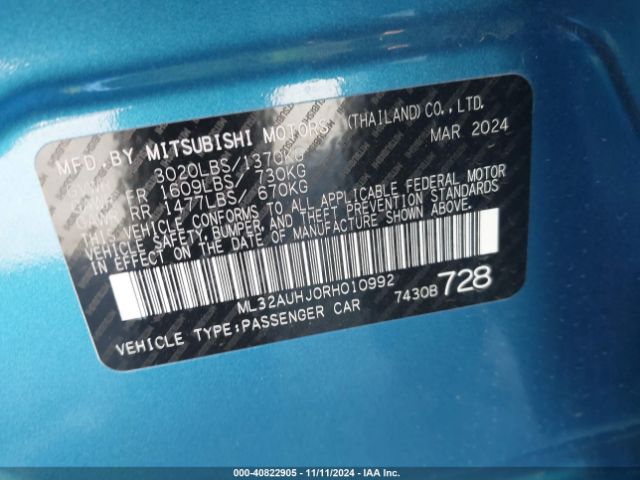 MFD. BY MITSUBISHI MOTORS (THAILAND) CO., LTD.
MAR 2024
3020LBS/1370KG
FR 1609LBS/ 730KG
RR 1477LBS/ 670KG
THIS VEHICLE CONFORMS TO ALL APPLICABLE FEDERAL MOTOR
VEHICLE SAFETY, BUMPER, AND THEFT PREVENTION STANDARDS
IN EFFECT ON THE DATE OF MANUFACTURE SHOWN ABOVE.
ML32AUHJ0RH010992
7430B 728
VEHICLE TYPE:PASSENGER CAR
00-40822905 - 11/11/2024 - IAA Inc.